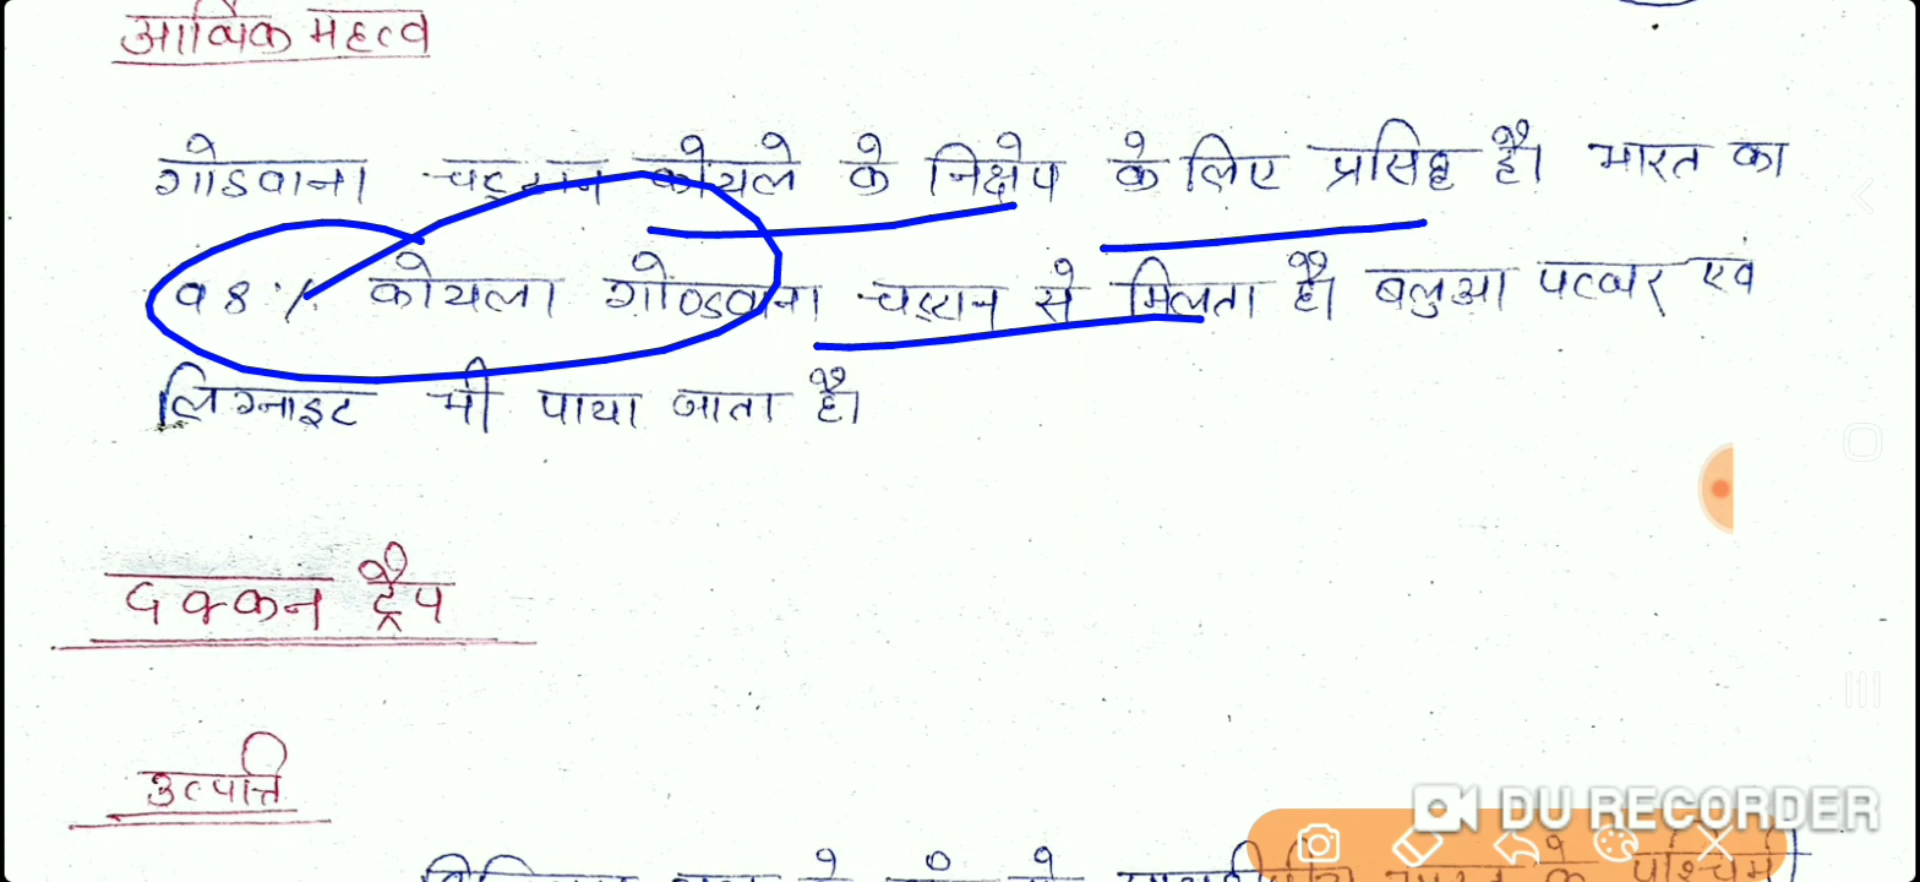 आर्थिक महत्व
गोडवाना चट्टान कोयले के निक्षेप के लिए प्रसिद्ध है। भारत का
98% कोयला गोण्डवाना चट्टान से मिलता है। बलुआ पत्थर एवं
लिग्नाइट भी पाया जाता है।
दक्कन ट्रैप
उत्पत्ति
के पश्चिमी
DU RECORDER